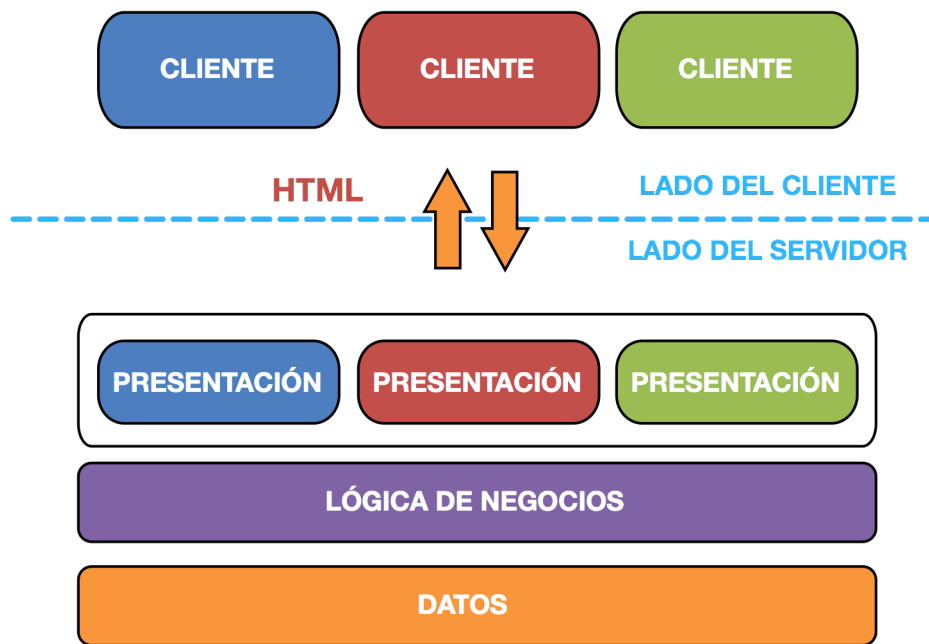 CLIENTE
CLIENTE
CLIENTE
HTML
LADO DEL CLIENTE
LADO DEL SERVIDOR
PRESENTACIÓN
PRESENTACIÓN
PRESENTACIÓN
LÓGICA DE NEGOCIOS
DATOS